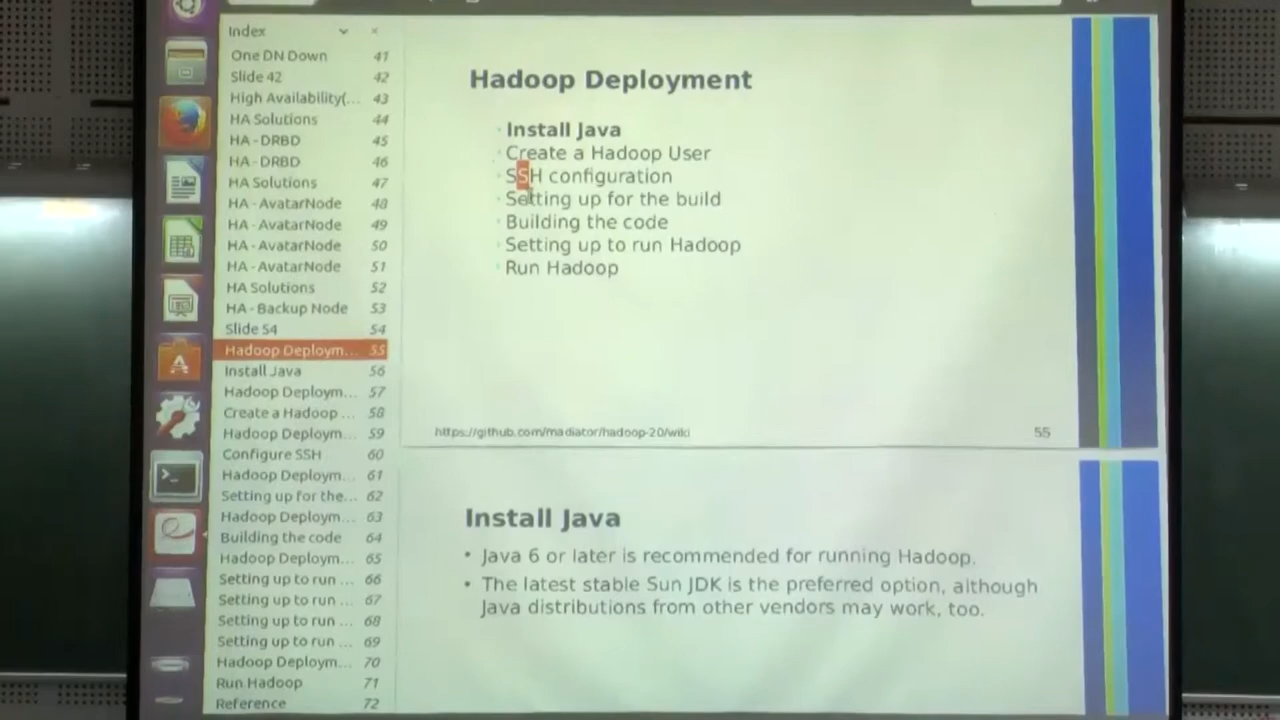 Index
One DN Down 41
Slide 42 42
High Availability(... 43
HA Solutions 44
HA - DRBD 45
HA - DRBD 46
HA Solutions 47
HA - AvatarNode 48
HA - AvatarNode 49
HA - AvatarNode 50
HA - AvatarNode 51
HA Solutions 52
HA - Backup Node 53
Slide 54 54
Hadoop Deploym... 55
Install Java 56
Hadoop Deploym... 57
Create a Hadoop ... 58
Hadoop Deploym... 59
Configure SSH 60
Hadoop Deploym... 61
Setting up for the... 62
Hadoop Deploym... 63
Building the code 64
Hadoop Deploym... 65
Setting up to run ... 66
Setting up to run ... 67
Setting up to run ... 68
Setting up to run ... 69
Hadoop Deploym... 70
Run Hadoop 71
Reference 72
Hadoop Deployment
Install Java
Create a Hadoop User
SSH configuration
Setting up for the build
Building the code
Setting up to run Hadoop
Run Hadoop
https://github.com/madiator/hadoop-20/wiki 55
Install Java
• Java 6 or later is recommended for running Hadoop.
• The latest stable Sun JDK is the preferred option, although
Java distributions from other vendors may work, too.